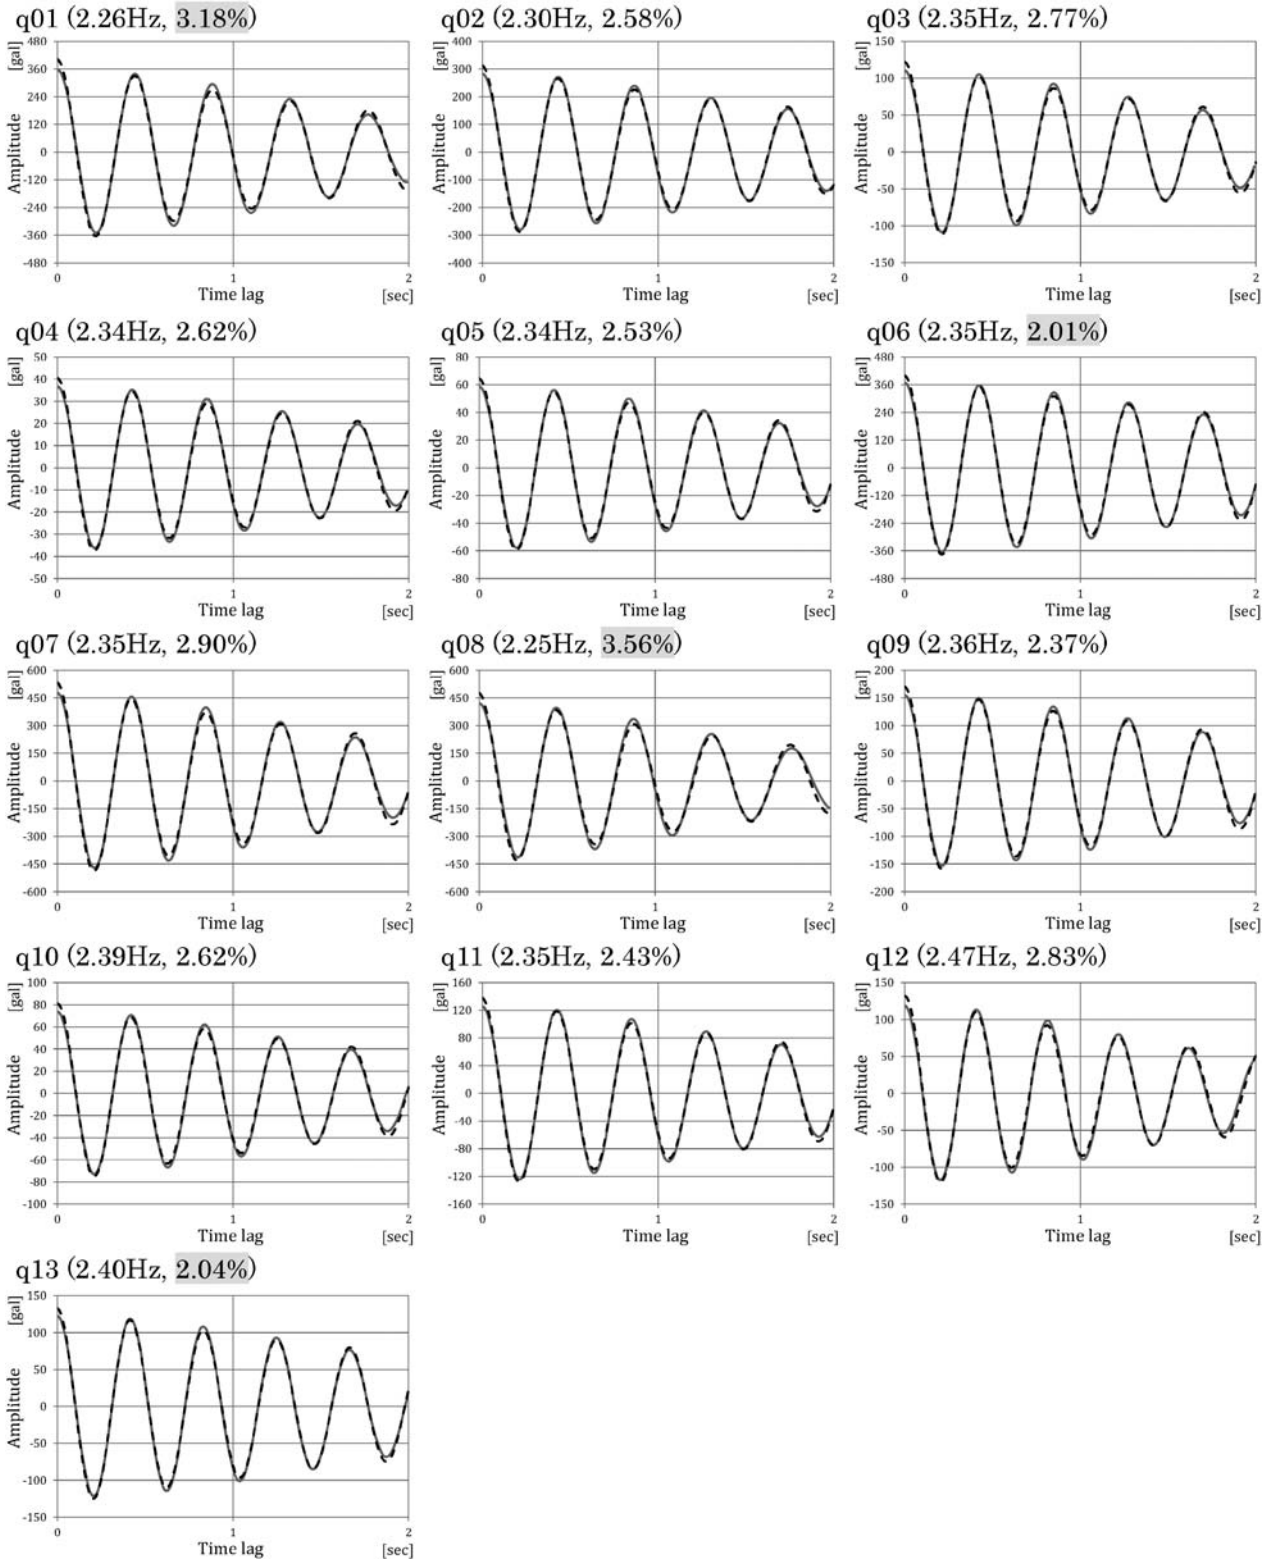 q01 (2.26Hz, 3.18%)
[gal]
Amplitude
480
360
240
120
0
-120
-240
-360
-480
0 1 2
Time lag [sec]
q02 (2.30Hz, 2.58%)
[gal]
Amplitude
400
300
200
100
0
-100
-200
-300
-400
0 1 2
Time lag [sec]
q03 (2.35Hz, 2.77%)
[gal]
Amplitude
150
100
50
0
-50
-100
-150
0 1 2
Time lag [sec]
q04 (2.34Hz, 2.62%)
[gal]
Amplitude
50
40
30
20
10
0
-10
-20
-30
-40
-50
0 1 2
Time lag [sec]
q05 (2.34Hz, 2.53%)
[gal]
Amplitude
80
60
40
20
0
-20
-40
-60
-80
0 1 2
Time lag [sec]
q06 (2.35Hz, 2.01%)
[gal]
Amplitude
480
360
240
120
0
-120
-240
-360
-480
0 1 2
Time lag [sec]
q07 (2.35Hz, 2.90%)
[gal]
Amplitude
600
450
300
150
0
-150
-300
-450
-600
0 1 2
Time lag [sec]
q08 (2.25Hz, 3.56%)
[gal]
Amplitude
600
450
300
150
0
-150
-300
-450
-600
0 1 2
Time lag [sec]
q09 (2.36Hz, 2.37%)
[gal]
Amplitude
200
150
100
50
0
-50
-100
-150
-200
0 1 2
Time lag [sec]
q10 (2.39Hz, 2.62%)
[gal]
Amplitude
100
80
60
40
20
0
-20
-40
-60
-80
-100
0 1 2
Time lag [sec]
q11 (2.35Hz, 2.43%)
[gal]
Amplitude
160
120
80
40
0
-40
-80
-120
-160
0 1 2
Time lag [sec]
q12 (2.47Hz, 2.83%)
[gal]
Amplitude
150
100
50
0
-50
-100
-150
0 1 2
Time lag [sec]
q13 (2.40Hz, 2.04%)
[gal]
Amplitude
150
100
50
0
-50
-100
-150
0 1 2
Time lag [sec]